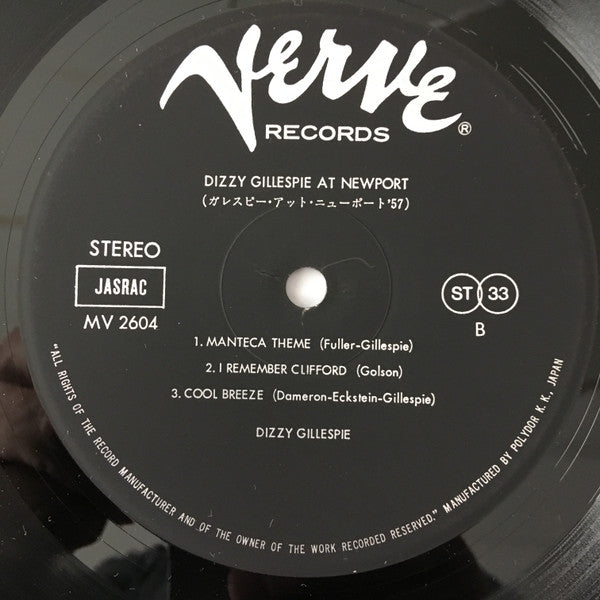 Verve
RECORDS ®
DIZZY GILLESPIE AT NEWPORT
(ガレスピー・アット・ニューポート'57)
STEREO
JASRAC
MV 2604
ST 33
B
1. MANTECA THEME (Fuller-Gillespie)
2. I REMEMBER CLIFFORD (Golson)
3. COOL BREEZE (Dameron-Eckstein-Gillespie)
DIZZY GILLESPIE
"ALL RIGHTS OF THE RECORD MANUFACTURER AND OF THE OWNER OF THE WORK RECORDED RESERVED." MANUFACTURED BY POLYDOR K. K., JAPAN